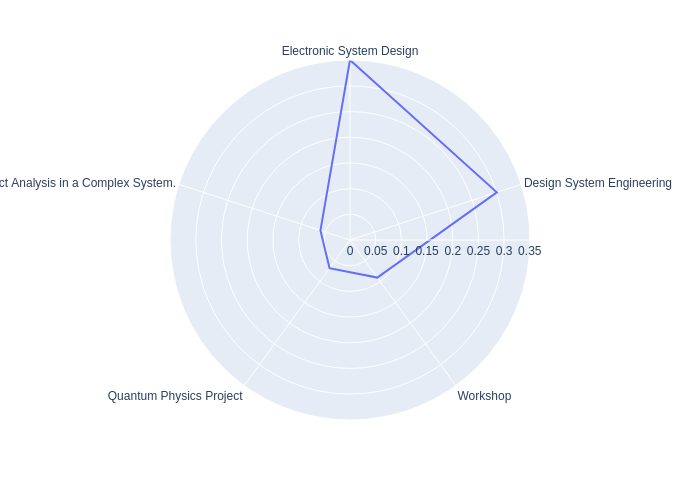 Electronic System Design
ct Analysis in a Complex System.
Design System Engineering
0 0.05 0.1 0.15 0.2 0.25 0.3 0.35
Quantum Physics Project
Workshop